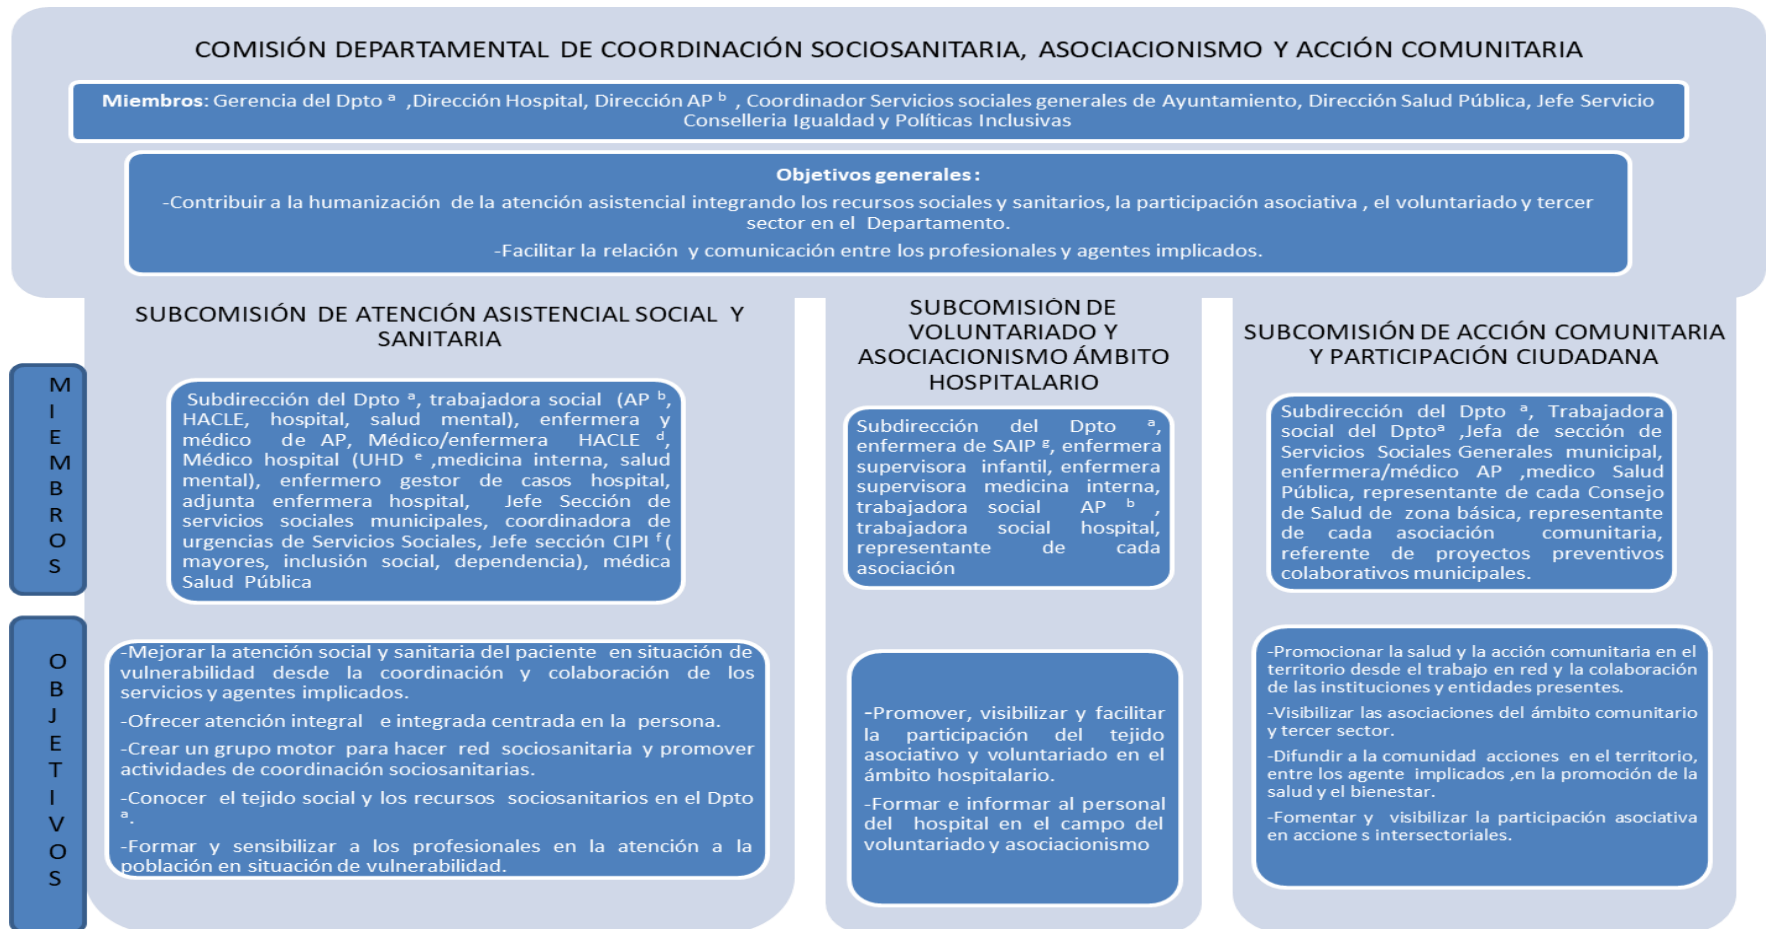 COMISIÓN DEPARTAMENTAL DE COORDINACIÓN SOCIOSANITARIA, ASOCIACIONISMO Y ACCIÓN COMUNITARIA
Miembros: Gerencia del Dpto ª ,Dirección Hospital, Dirección AP ᵇ , Coordinador Servicios sociales generales de Ayuntamiento, Dirección Salud Pública, Jefe Servicio
Conselleria Igualdad y Políticas Inclusivas
Objetivos generales:
-Contribuir a la humanización de la atención asistencial integrando los recursos sociales y sanitarios, la participación asociativa , el voluntariado y tercer
sector en el Departamento.
-Facilitar la relación y comunicación entre los profesionales y agentes implicados.
SUBCOMISIÓN DE ATENCIÓN ASISTENCIAL SOCIAL Y
SANITARIA
SUBCOMISIÓN DE
VOLUNTARIADO Y
ASOCIACIONISMO ÁMBITO
HOSPITALARIO
SUBCOMISIÓN DE ACCIÓN COMUNITARIA
Y PARTICIPACIÓN CIUDADANA
M
I
E
M
B
R
O
S
Subdirección del Dpto ª, trabajadora social (AP ᵇ,
HACLE, hospital, salud mental), enfermera y
médico de AP, Médico/enfermera HACLE ᵈ,
Médico hospital (UHD ᵉ ,medicina interna, salud
mental), enfermero gestor de casos hospital,
adjunta enfermera hospital, Jefe Sección de
servicios sociales municipales, coordinadora de
urgencias de Servicios Sociales, Jefe sección CIPI ᶠ (
mayores, inclusión social, dependencia), médica
Salud Pública
Subdirección del Dpto ª,
enfermera de SAIP ᵍ, enfermera
supervisora infantil, enfermera
supervisora medicina interna,
trabajadora social AP ᵇ ,
trabajadora social hospital,
representante de cada
asociación
Subdirección del Dpto ª, Trabajadora
social del Dptoª ,Jefa de sección de
Servicios Sociales Generales municipal,
enfermera/médico AP ,medico Salud
Pública, representante de cada Consejo
de Salud de zona básica, representante
de cada asociación comunitaria,
referente de proyectos preventivos
colaborativos municipales.
O
B
J
E
T
I
V
O
S
-Mejorar la atención social y sanitaria del paciente en situación de
vulnerabilidad desde la coordinación y colaboración de los
servicios y agentes implicados.
-Ofrecer atención integral e integrada centrada en la persona.
-Crear un grupo motor para hacer red sociosanitaria y promover
actividades de coordinación sociosanitarias.
-Conocer el tejido social y los recursos sociosanitarios en el Dpto
ª.
-Formar y sensibilizar a los profesionales en la atención a la
población en situación de vulnerabilidad.
-Promover, visibilizar y facilitar
la participación del tejido
asociativo y voluntariado en el
ámbito hospitalario.
-Formar e informar al personal
del hospital en el campo del
voluntariado y asociacionismo
-Promocionar la salud y la acción comunitaria en el
territorio desde el trabajo en red y la colaboración
de las instituciones y entidades presentes.
-Visibilizar las asociaciones del ámbito comunitario
y tercer sector.
-Difundir a la comunidad acciones en el territorio,
entre los agente implicados ,en la promoción de la
salud y el bienestar.
-Fomentar y visibilizar la participación asociativa
en accione s intersectoriales.